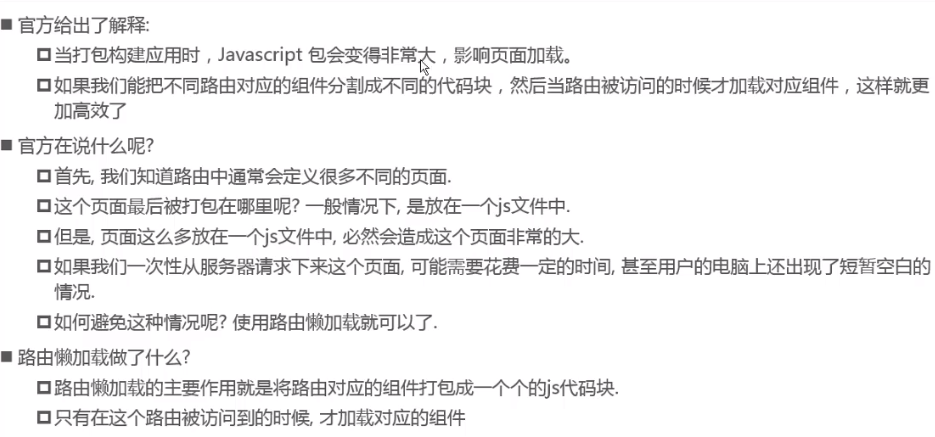 官方给出了解释:
当打包构建应用时，Javascript 包会变得非常大，影响页面加载。
如果我们能把不同路由对应的组件分割成不同的代码块，然后当路由被访问的时候才加载对应组件，这样就更
加高效了
官方在说什么呢?
首先, 我们知道路由中通常会定义很多不同的页面.
这个页面最后被打包在哪里呢? 一般情况下, 是放在一个js文件中.
但是, 页面这么多放在一个js文件中, 必然会造成这个页面非常的大.
如果我们一次性从服务器请求下来这个页面, 可能需要花费一定的时间, 甚至用户的电脑上还出现了短暂空白的
情况.
如何避免这种情况呢? 使用路由懒加载就可以了.
路由懒加载做了什么?
路由懒加载的主要作用就是将路由对应的组件打包成一个个的js代码块.
只有在这个路由被访问到的时候, 才加载对应的组件